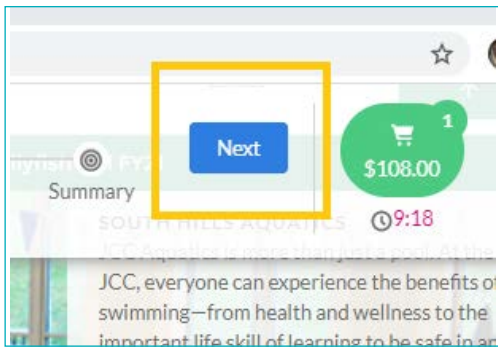 Next
1
$108.00
FY21
Summary
9:18
SOUTH HILLS AQUATICS
JCC Aquatics is more than just a pool. At the
JCC, everyone can experience the benefits of
swimming—from health and wellness to the
important life skill of learning to be safe in an